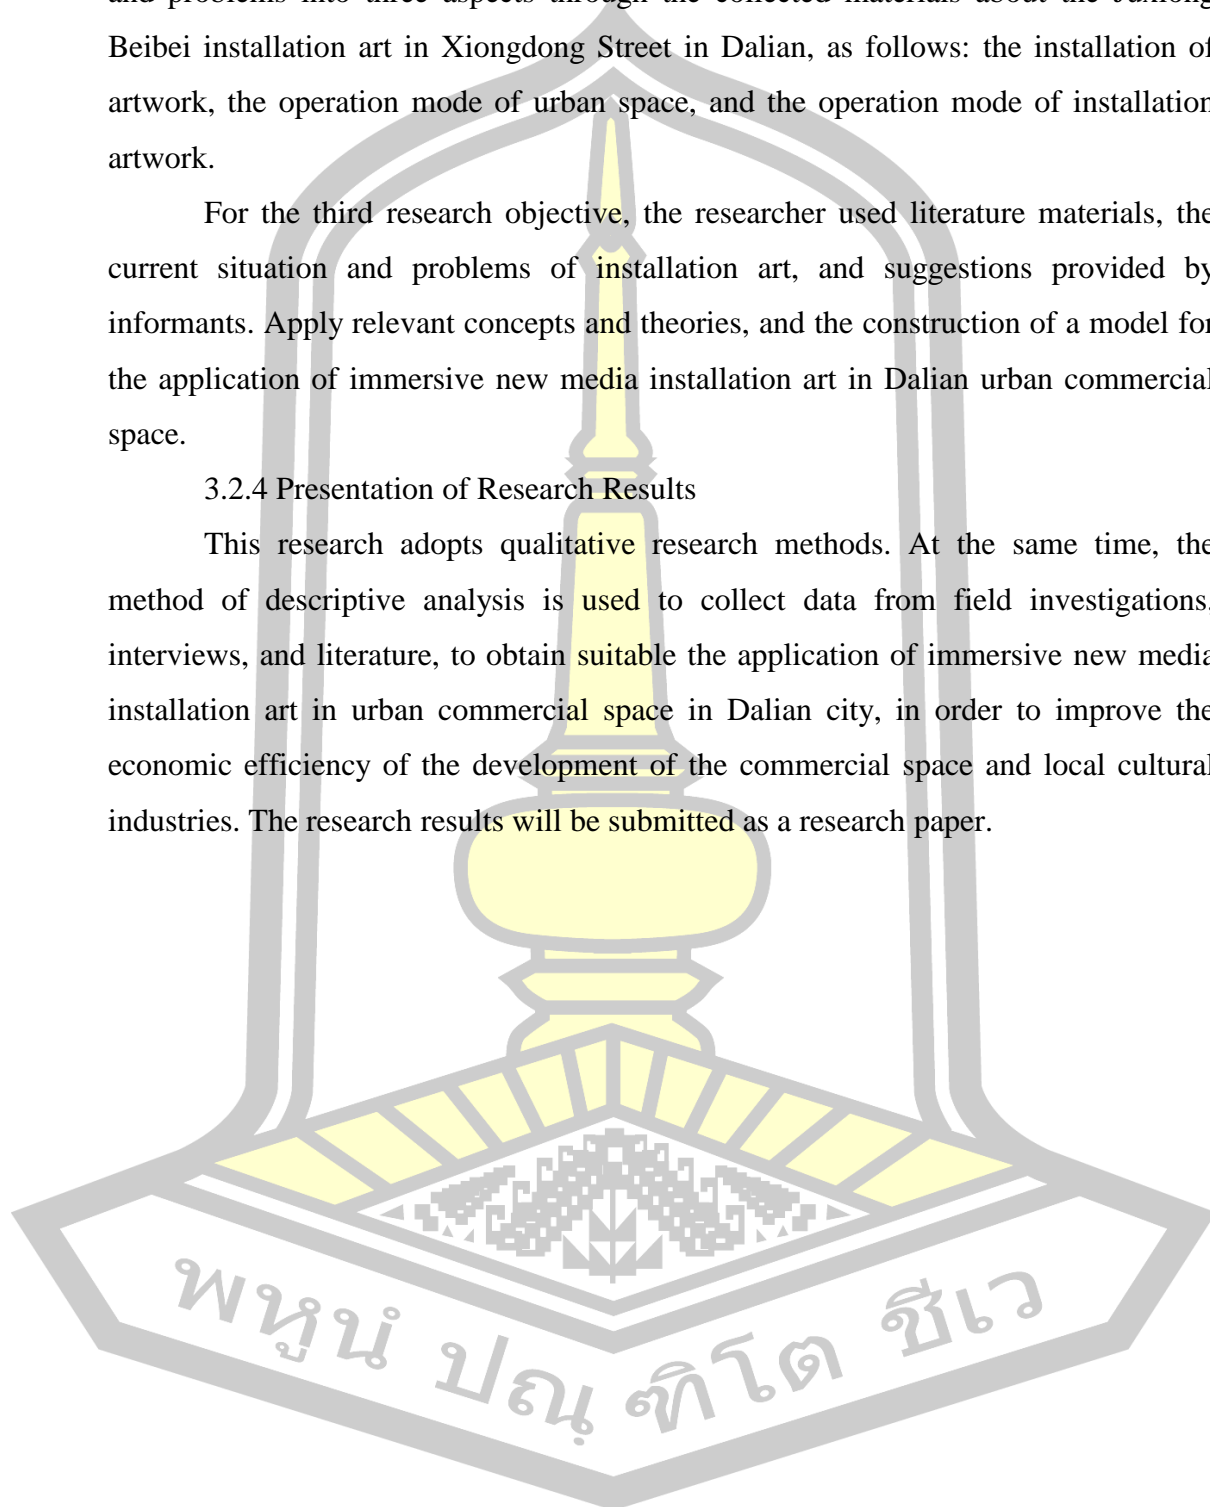 and problems into three aspects through the collected materials about the Juxiong
Beibei installation art in Xiongdong Street in Dalian, as follows: the installation of
artwork, the operation mode of urban space, and the operation mode of installation
artwork.
For the third research objective, the researcher used literature materials, the
current situation and problems of installation art, and suggestions provided by
informants. Apply relevant concepts and theories, and the construction of a model for
the application of immersive new media installation art in Dalian urban commercial
space.
3.2.4 Presentation of Research Results
This research adopts qualitative research methods. At the same time, the
method of descriptive analysis is used to collect data from field investigations,
interviews, and literature, to obtain suitable the application of immersive new media
installation art in urban commercial space in Dalian city, in order to improve the
economic efficiency of the development of the commercial space and local cultural
industries. The research results will be submitted as a research paper.
พหูนํ ปณฺฑิโต ชีเว